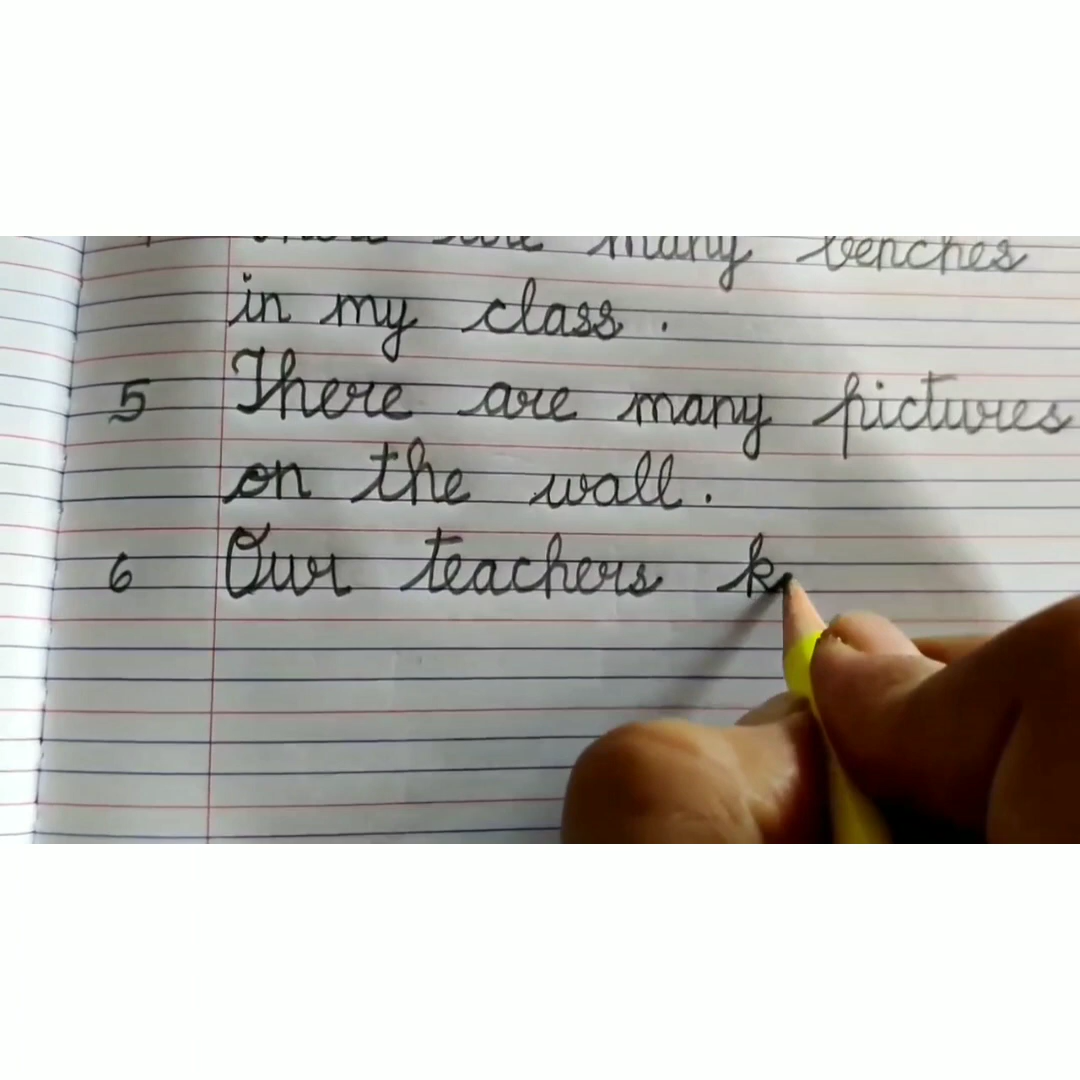 many benches
in my class.
5 There are many pictures
on the wall.
6 Our teachers k